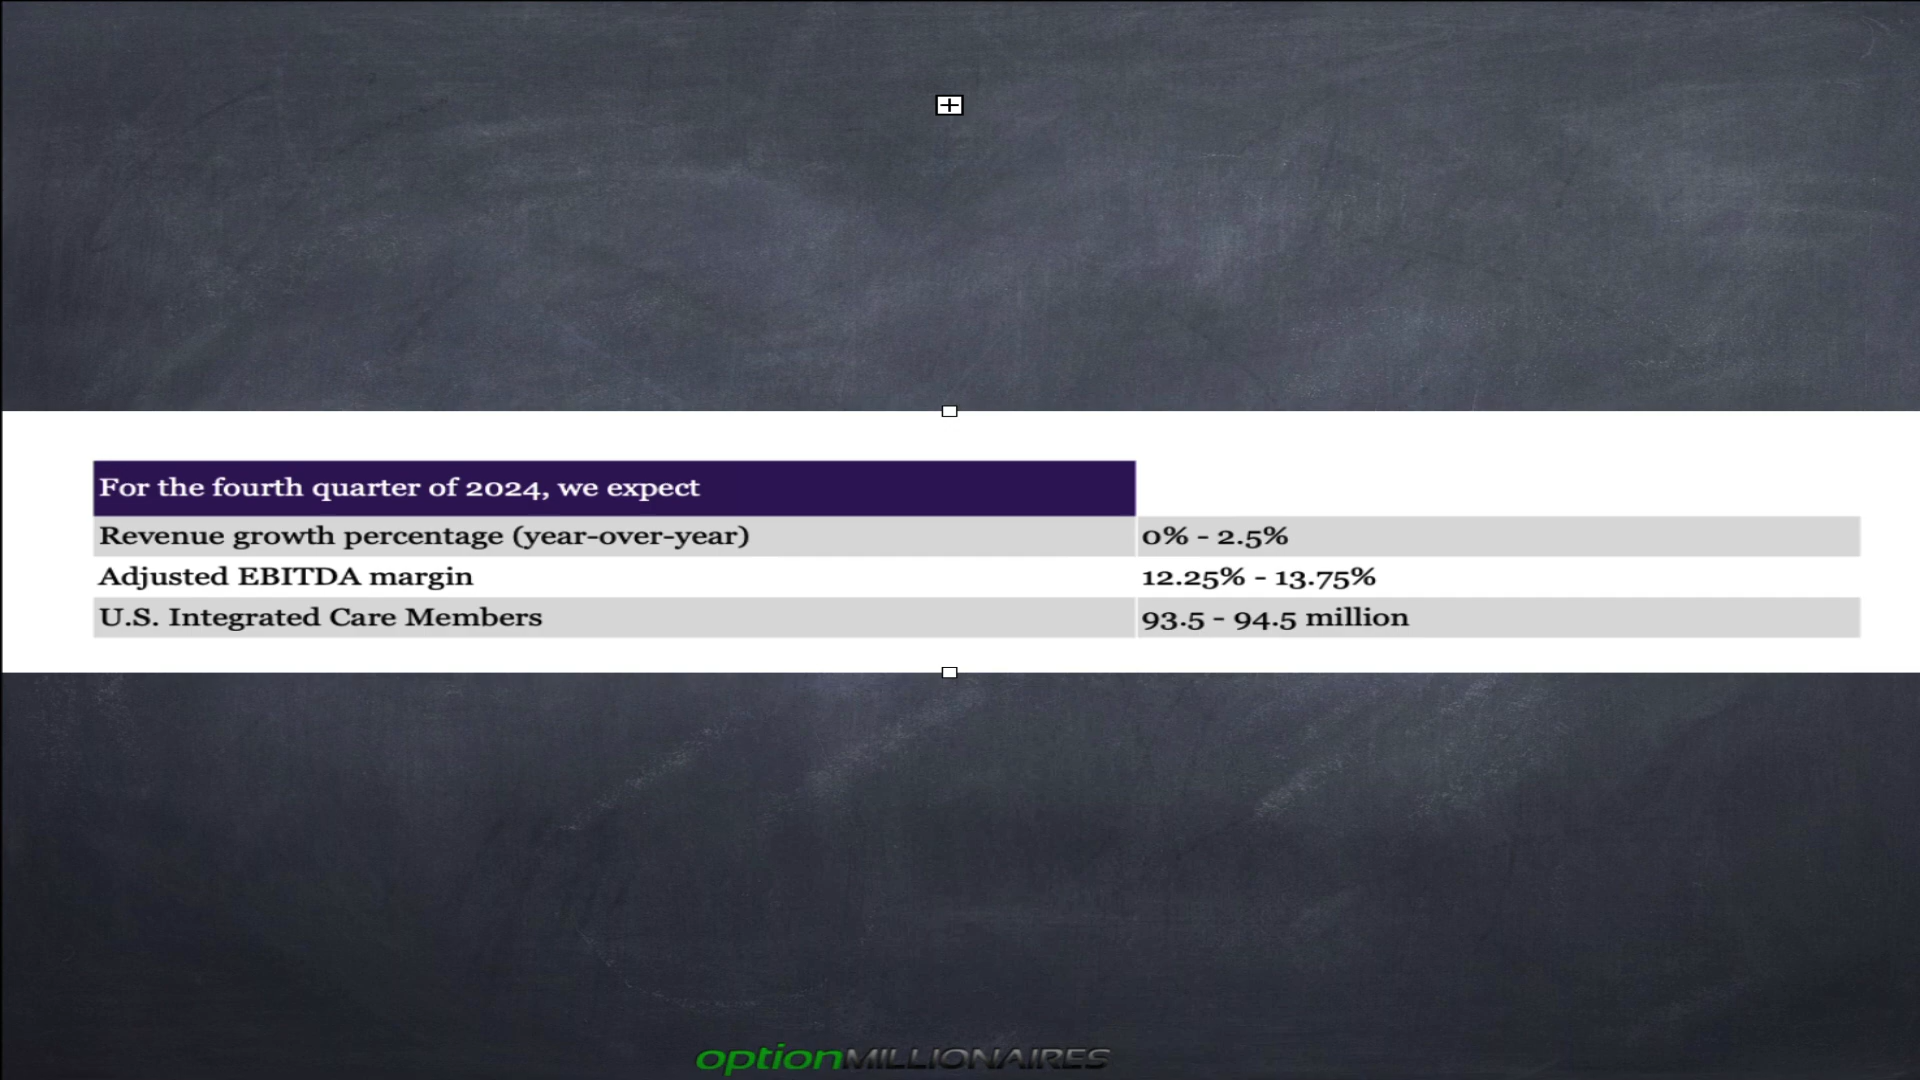 For the fourth quarter of 2024, we expect
Revenue growth percentage (year-over-year) 0% - 2.5%
Adjusted EBITDA margin 12.25% - 13.75%
U.S. Integrated Care Members 93.5 - 94.5 million
optionMILLIONAIRES